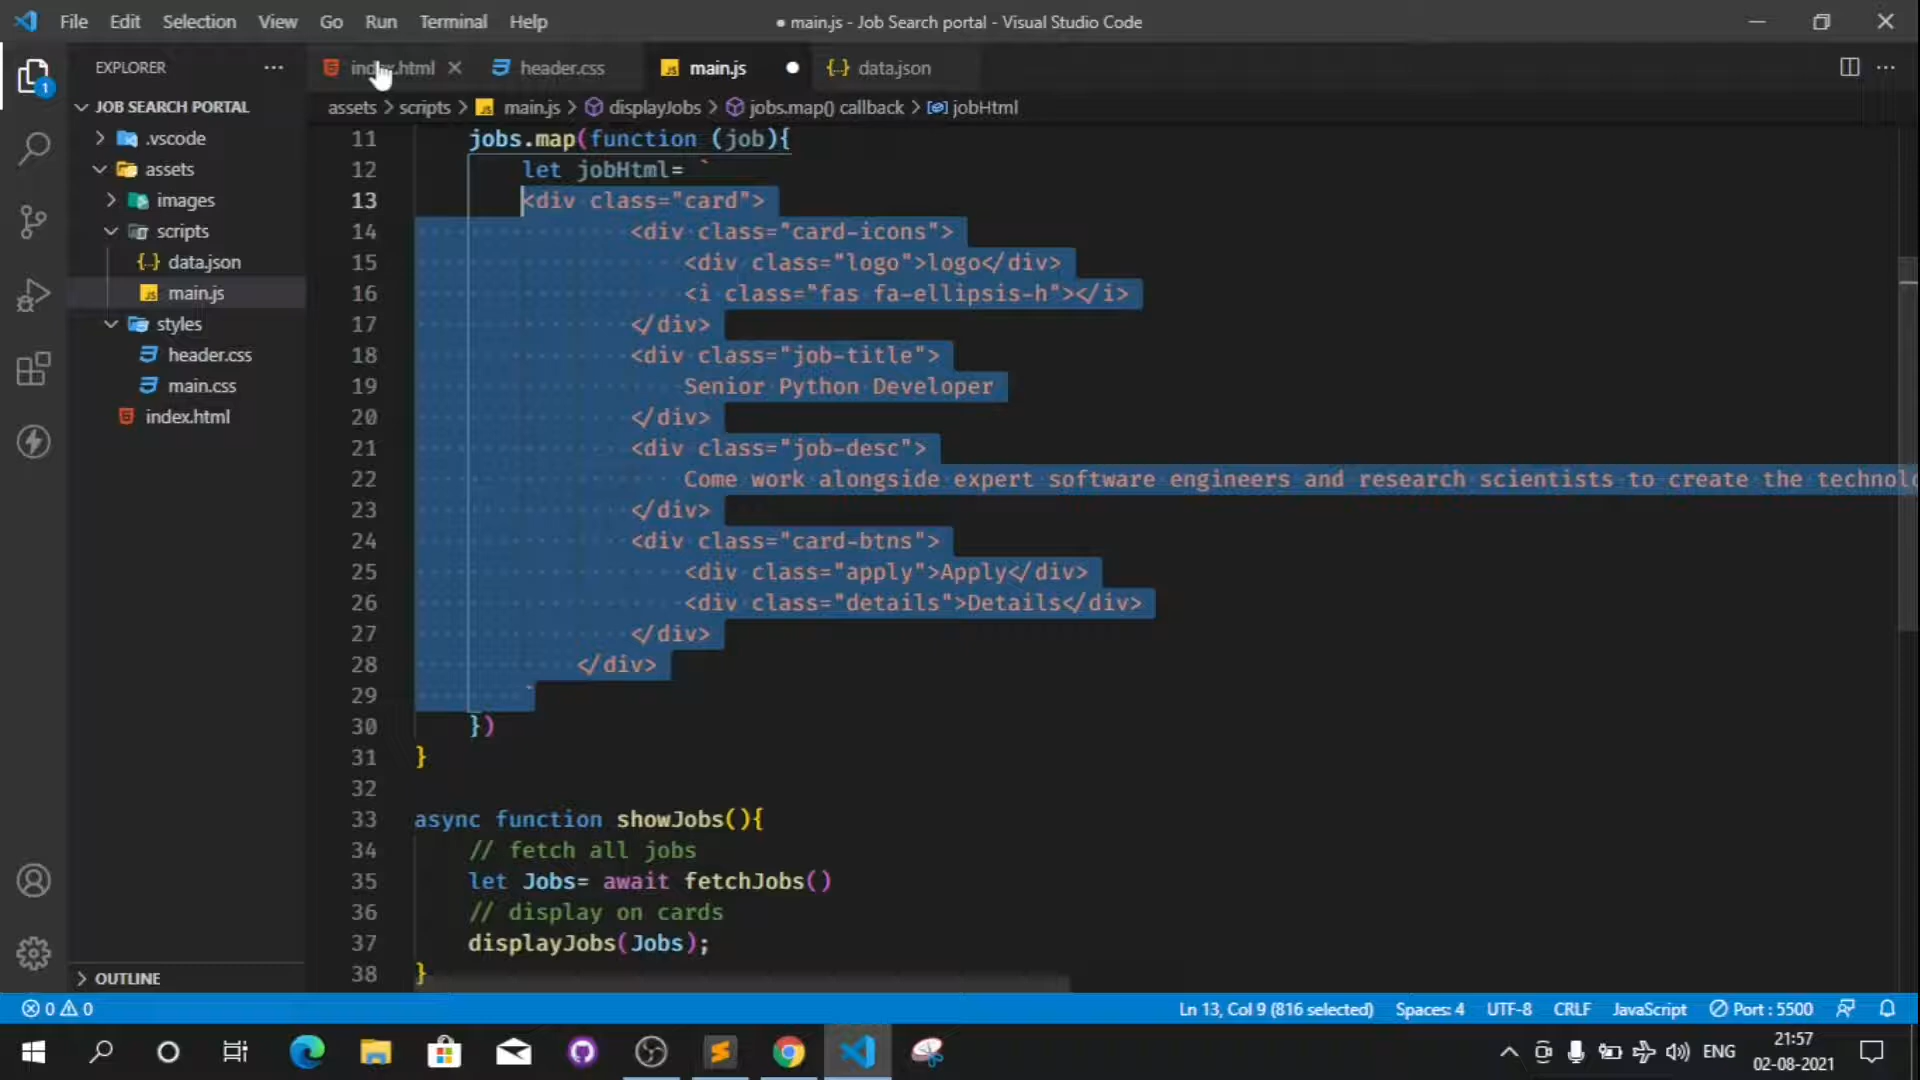 File Edit Selection View Go Run Terminal Help
● main.js - Job Search portal - Visual Studio Code
EXPLORER
index.html
header.css
main.js
data.json
JOB SEARCH PORTAL
assets > scripts > main.js > displayJobs > jobs.map() callback > jobHtml
.vscode
assets
images
scripts
data.json
main.js
styles
header.css
main.css
index.html
OUTLINE
1
11 jobs.map(function (job){
12 let jobHtml= `
13 <div class="card">
14 <div class="card-icons">
15 <div class="logo">logo</div>
16 <i class="fas fa-ellipsis-h"></i>
17 </div>
18 <div class="job-title">
19 Senior Python Developer
20 </div>
21 <div class="job-desc">
22 Come work alongside expert software engineers and research scientists to create the technol
23 </div>
24 <div class="card-btns">
25 <div class="apply">Apply</div>
26 <div class="details">Details</div>
27 </div>
28 </div>
29 `
30 })
31 }
32
33 async function showJobs(){
34 // fetch all jobs
35 let Jobs= await fetchJobs()
36 // display on cards
37 displayJobs(Jobs);
38 }
0 0
Ln 13, Col 9 (816 selected) Spaces: 4 UTF-8 CRLF JavaScript Port : 5500
ENG
21:57
02-08-2021